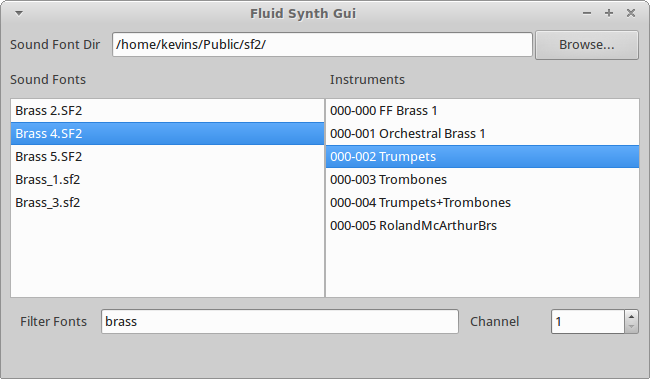 Fluid Synth Gui
Sound Font Dir /home/kevins/Public/sf2/ Browse...
Sound Fonts Instruments
Brass 2.SF2 000-000 FF Brass 1
Brass 4.SF2 000-001 Orchestral Brass 1
Brass 5.SF2 000-002 Trumpets
Brass_1.sf2 000-003 Trombones
Brass_3.sf2 000-004 Trumpets+Trombones
000-005 RolandMcArthurBrs
Filter Fonts brass Channel 1